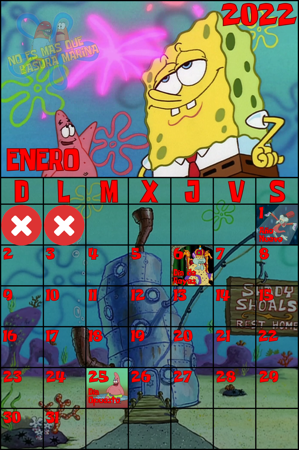 2022
NO ES MAS QUE
BASURA MARINA
ENERO
D L M X J V S
1
2 3 4 5 6 7 8
9 10 11 12 13 14 15
SHADY
SHOALS
REST HOME
16 17 18 19 20 21 22
23 24 25 26 27 28 29
30 31